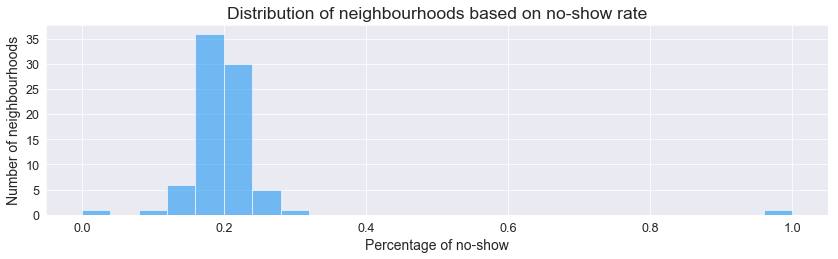 Distribution of neighbourhoods based on no-show rate
Number of neighbourhoods
35
30
25
20
15
10
5
0
0.0 0.2 0.4 0.6 0.8 1.0
Percentage of no-show